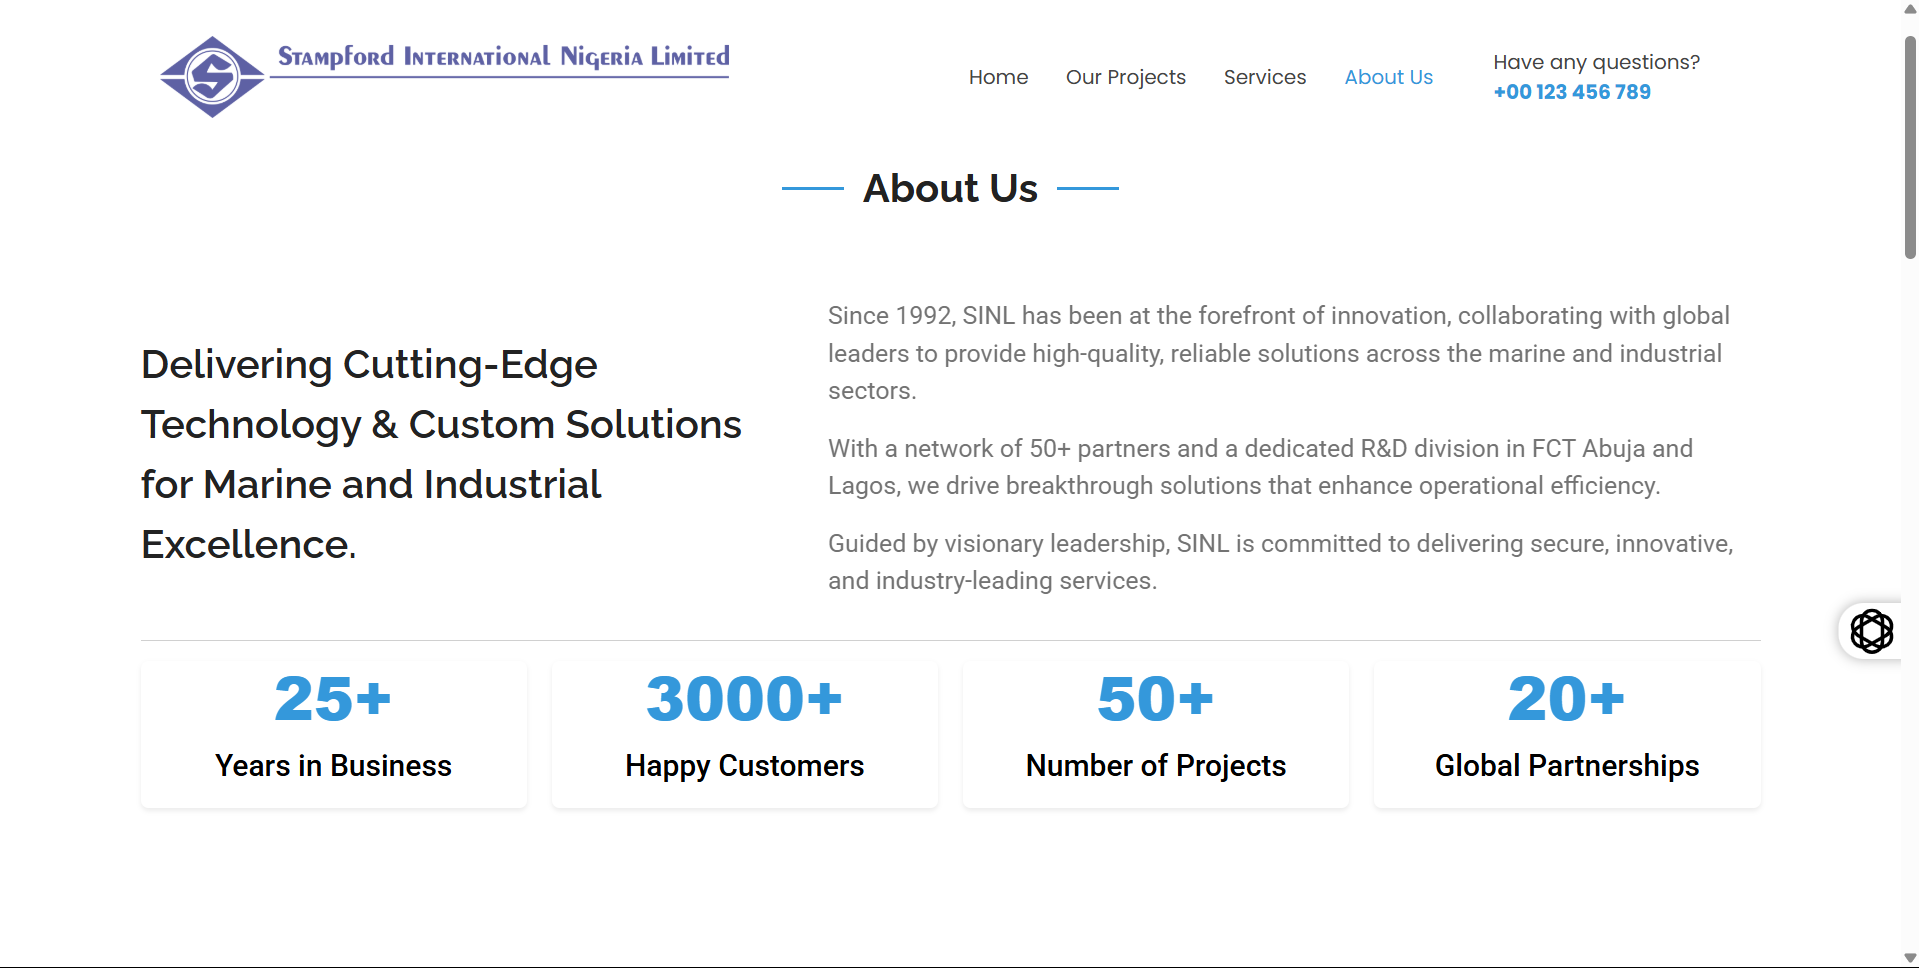 Stampford International Nigeria Limited
Home Our Projects Services About Us
Have any questions?
+00 123 456 789
About Us
Delivering Cutting-Edge
Technology & Custom Solutions
for Marine and Industrial
Excellence.
Since 1992, SINL has been at the forefront of innovation, collaborating with global
leaders to provide high-quality, reliable solutions across the marine and industrial
sectors.
With a network of 50+ partners and a dedicated R&D division in FCT Abuja and
Lagos, we drive breakthrough solutions that enhance operational efficiency.
Guided by visionary leadership, SINL is committed to delivering secure, innovative,
and industry-leading services.
25+
Years in Business
3000+
Happy Customers
50+
Number of Projects
20+
Global Partnerships